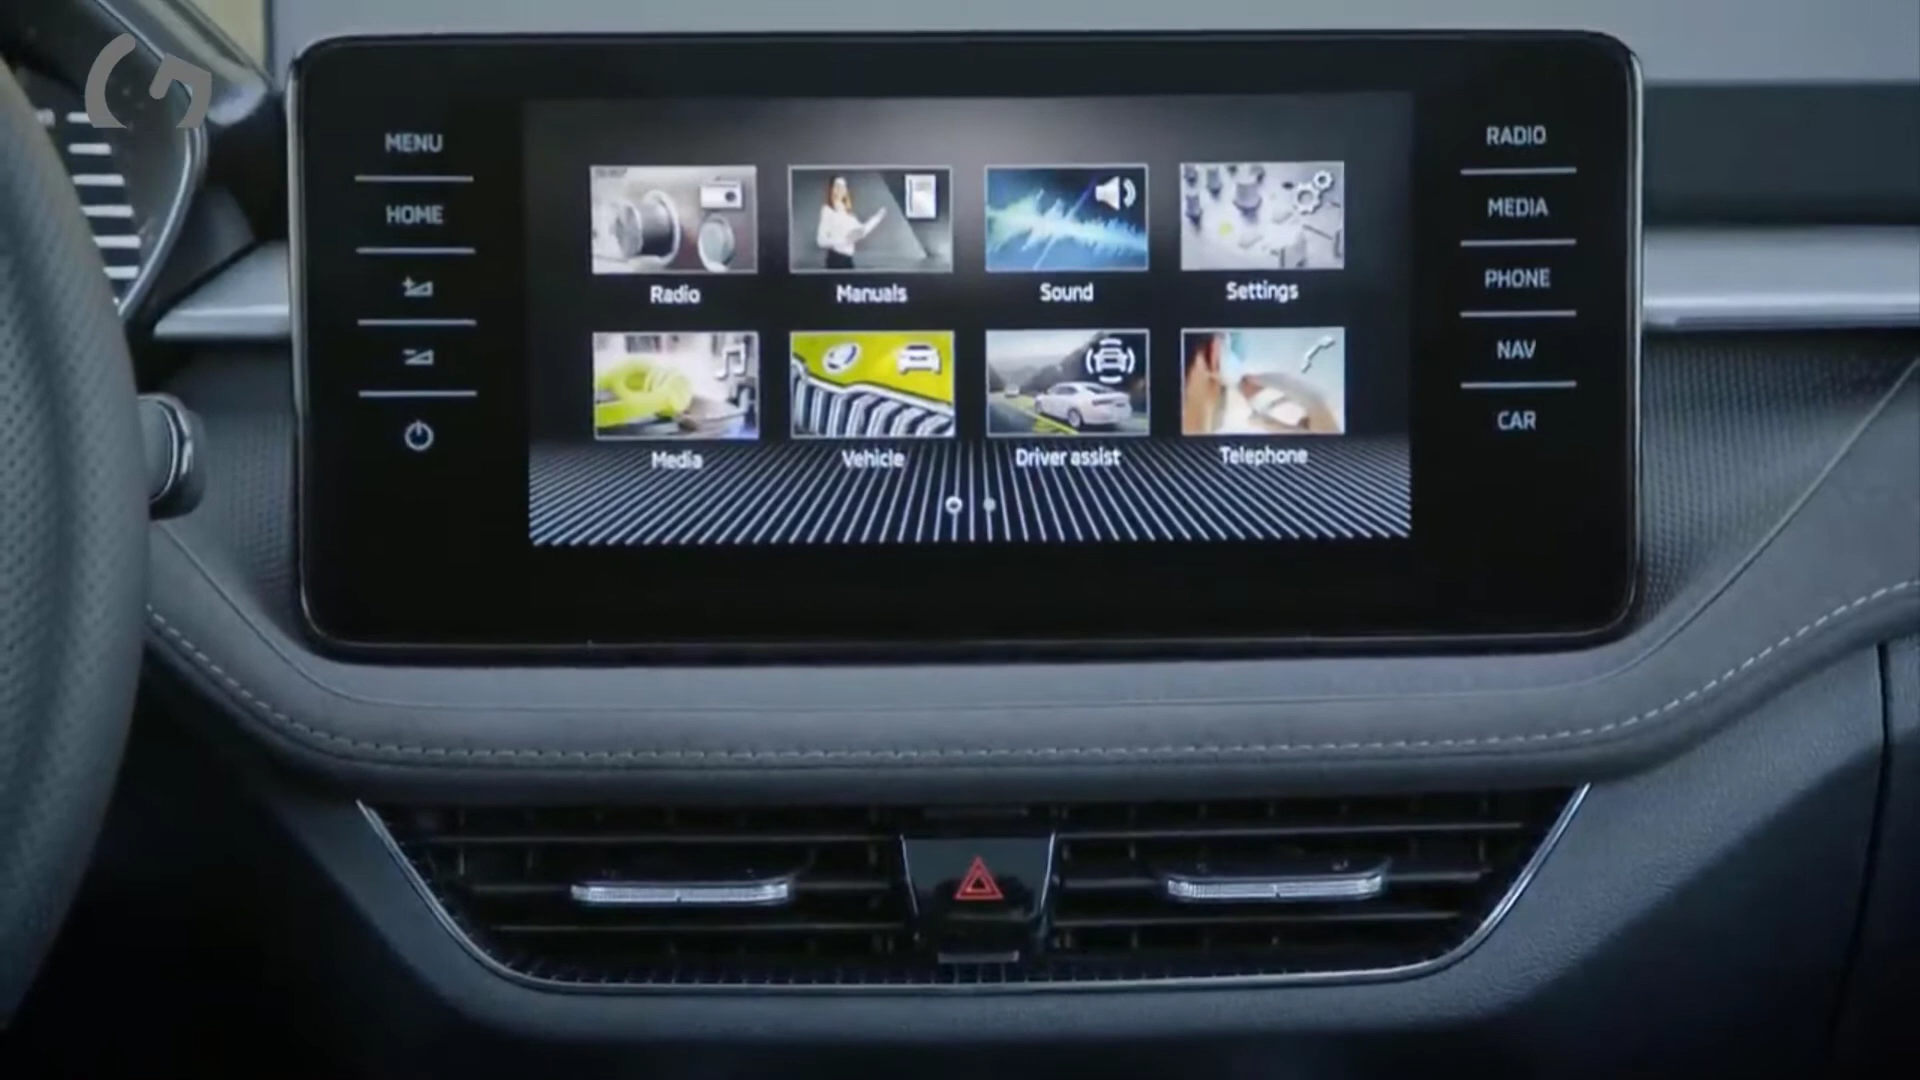 MENU
HOME
Radio
Manuals
Sound
Settings
Media
Vehicle
Driver assist
Telephone
RADIO
MEDIA
PHONE
NAV
CAR